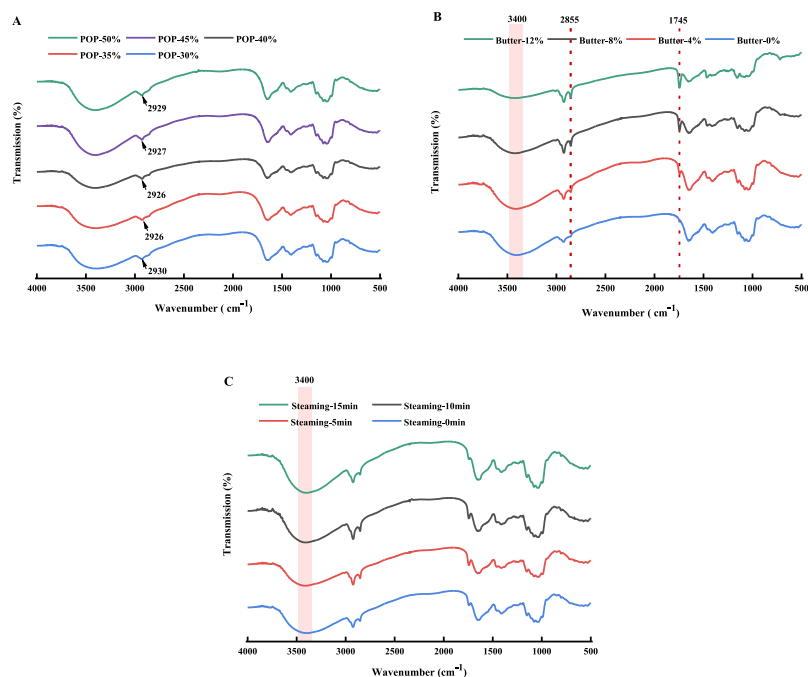 A
POP-50% POP-45% POP-40%
POP-35% POP-30%
Transmission (%)
2929
2927
2926
2926
2930
4000 3500 3000 2500 2000 1500 1000 500
Wavenumber ( cm⁻¹)
B
3400 2855 1745
Butter-12% Butter-8% Butter-4% Butter-0%
Transmission (%)
4000 3500 3000 2500 2000 1500 1000 500
Wavenumber ( cm⁻¹)
C
3400
Steaming-15min Steaming-10min
Steaming-5min Steaming-0min
Transmission (%)
4000 3500 3000 2500 2000 1500 1000 500
Wavenumber (cm⁻¹)